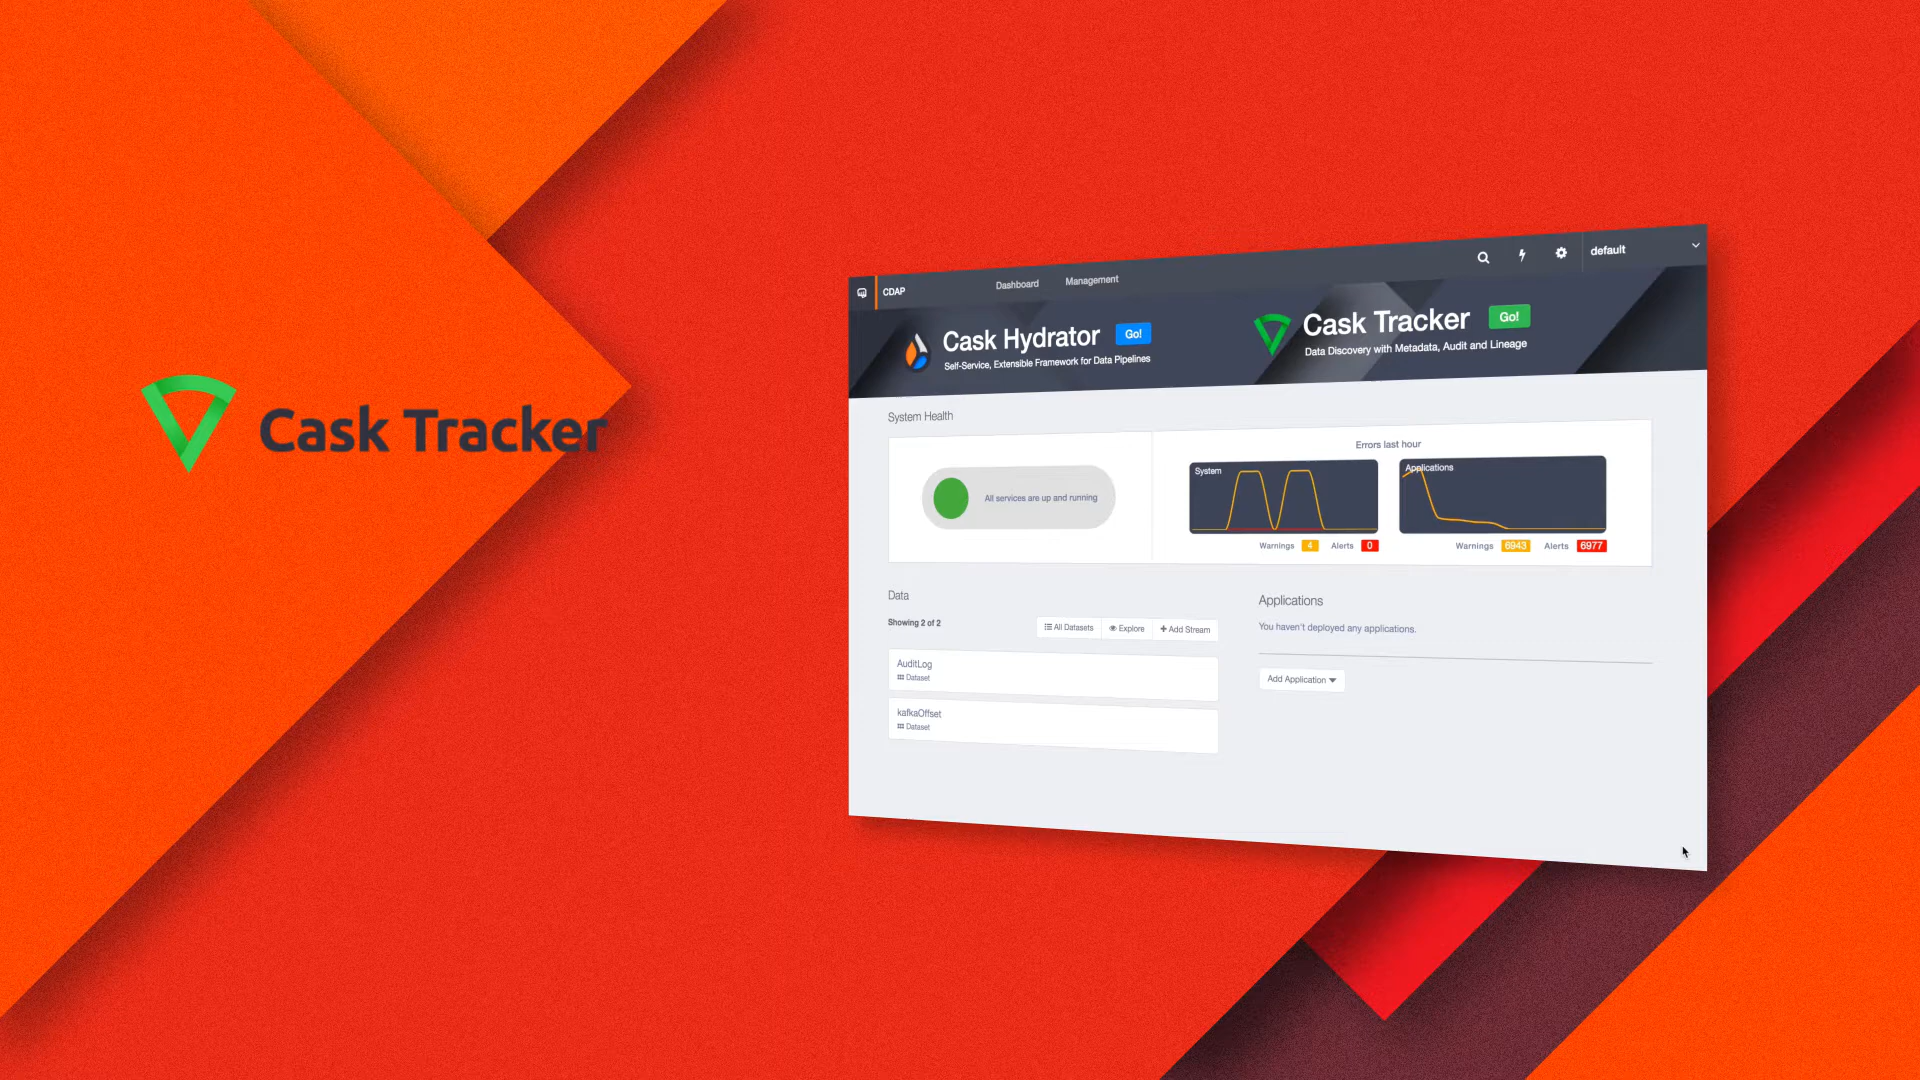 Cask Tracker
CDAP
Dashboard
Management
default
Cask Hydrator
Go!
Self-Service, Extensible Framework for Data Pipelines
Cask Tracker
Go!
Data Discovery with Metadata, Audit and Lineage
System Health
All services are up and running
Errors last hour
System
Warnings 4 Alerts 0
Applications
Warnings 6943 Alerts 6977
Data
Showing 2 of 2
All Datasets
Explore
Add Stream
AuditLog
Dataset
kafkaOffset
Dataset
Applications
You haven't deployed any applications.
Add Application